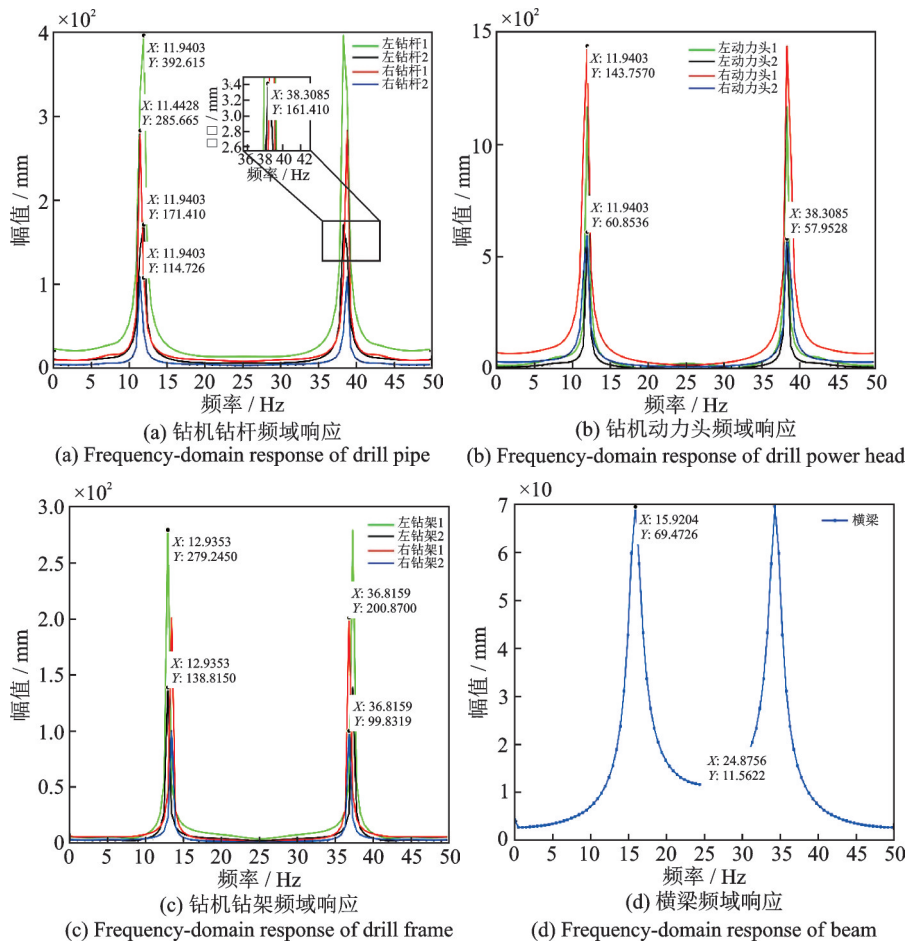 ×10²
4
3
2
1
0
0 5 10 15 20 25 30 35 40 45 50
幅值 / mm
频率 / Hz
X: 11.9403
Y: 392.615
X: 11.4428
Y: 285.665
X: 11.9403
Y: 171.410
X: 11.9403
Y: 114.726
左钻杆1
左钻杆2
右钻杆1
右钻杆2
3.4
3.2
3.0
2.8
2.6
□□ / mm
X: 38.3085
Y: 161.410
36 38 40 42
频率 / Hz
(a) 钻机钻杆频域响应
(a) Frequency-domain response of drill pipe
×10²
15
10
5
0
0 5 10 15 20 25 30 35 40 45 50
幅值 / mm
频率 / Hz
X: 11.9403
Y: 143.7570
X: 11.9403
Y: 60.8536
X: 38.3085
Y: 57.9528
左动力头1
左动力头2
右动力头1
右动力头2
(b) 钻机动力头频域响应
(b) Frequency-domain response of drill power head
×10²
3.0
2.5
2.0
1.5
1.0
0.5
0
0 5 10 15 20 25 30 35 40 45 50
幅值 / mm
频率 / Hz
X: 12.9353
Y: 279.2450
X: 12.9353
Y: 138.8150
X: 36.8159
Y: 200.8700
X: 36.8159
Y: 99.8319
左钻架1
左钻架2
右钻架1
右钻架2
(c) 钻机钻架频域响应
(c) Frequency-domain response of drill frame
×10
7
6
5
4
3
2
1
0
0 5 10 15 20 25 30 35 40 45 50
幅值 / mm
频率 / Hz
X: 15.9204
Y: 69.4726
X: 24.8756
Y: 11.5622
横梁
(d) 横梁频域响应
(d) Frequency-domain response of beam